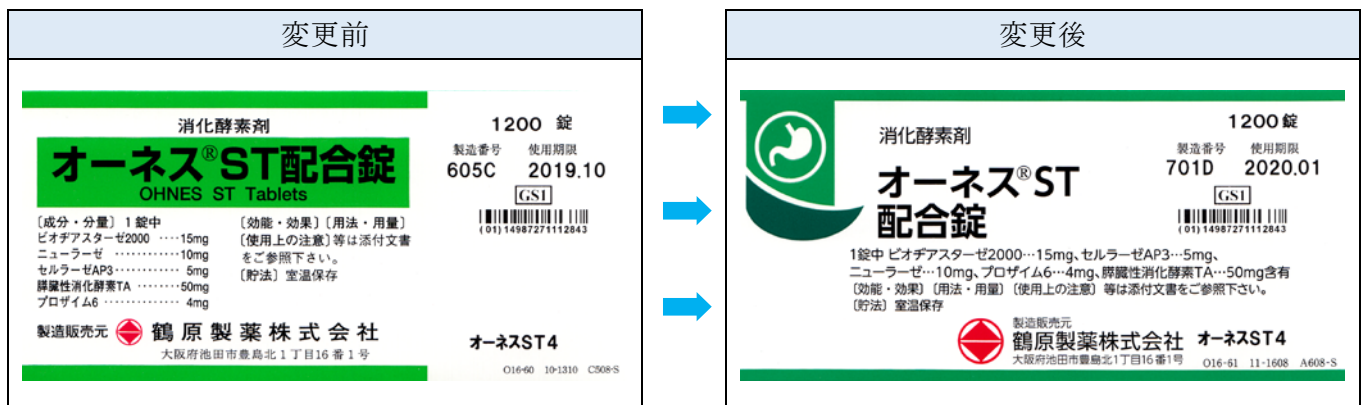 変更前
消化酵素剤
オーネス®ST配合錠
OHNES ST Tablets
〔成分・分量〕1錠中
ビオヂアスターゼ2000 ‥‥15mg
ニューラーゼ ‥‥‥‥‥‥10mg
セルラーゼAP3‥‥‥‥‥‥ 5mg
膵臓性消化酵素TA ‥‥‥‥50mg
プロザイム6 ‥‥‥‥‥‥‥ 4mg
〔効能・効果〕〔用法・用量〕
〔使用上の注意〕等は添付文書
をご参照下さい。
〔貯法〕室温保存
製造販売元 鶴原製薬株式会社
大阪府池田市豊島北1丁目16番1号
1200 錠
製造番号 使用期限
605C 2019.10
GS1
(01)14987271112843
オーネスST4
O16-60 10-1310 C508-S
変更後
消化酵素剤
オーネス®ST
配合錠
1200錠
製造番号 使用期限
701D 2020.01
GS1
(01)14987271112843
1錠中 ビオヂアスターゼ2000…15mg、セルラーゼAP3…5mg、
ニューラーゼ…10mg、プロザイム6…4mg、膵臓性消化酵素TA…50mg含有
〔効能・効果〕〔用法・用量〕〔使用上の注意〕等は添付文書をご参照下さい。
〔貯法〕室温保存
製造販売元
鶴原製薬株式会社 オーネスST4
大阪府池田市豊島北1丁目16番1号 O16-61 11-1608 A608-S